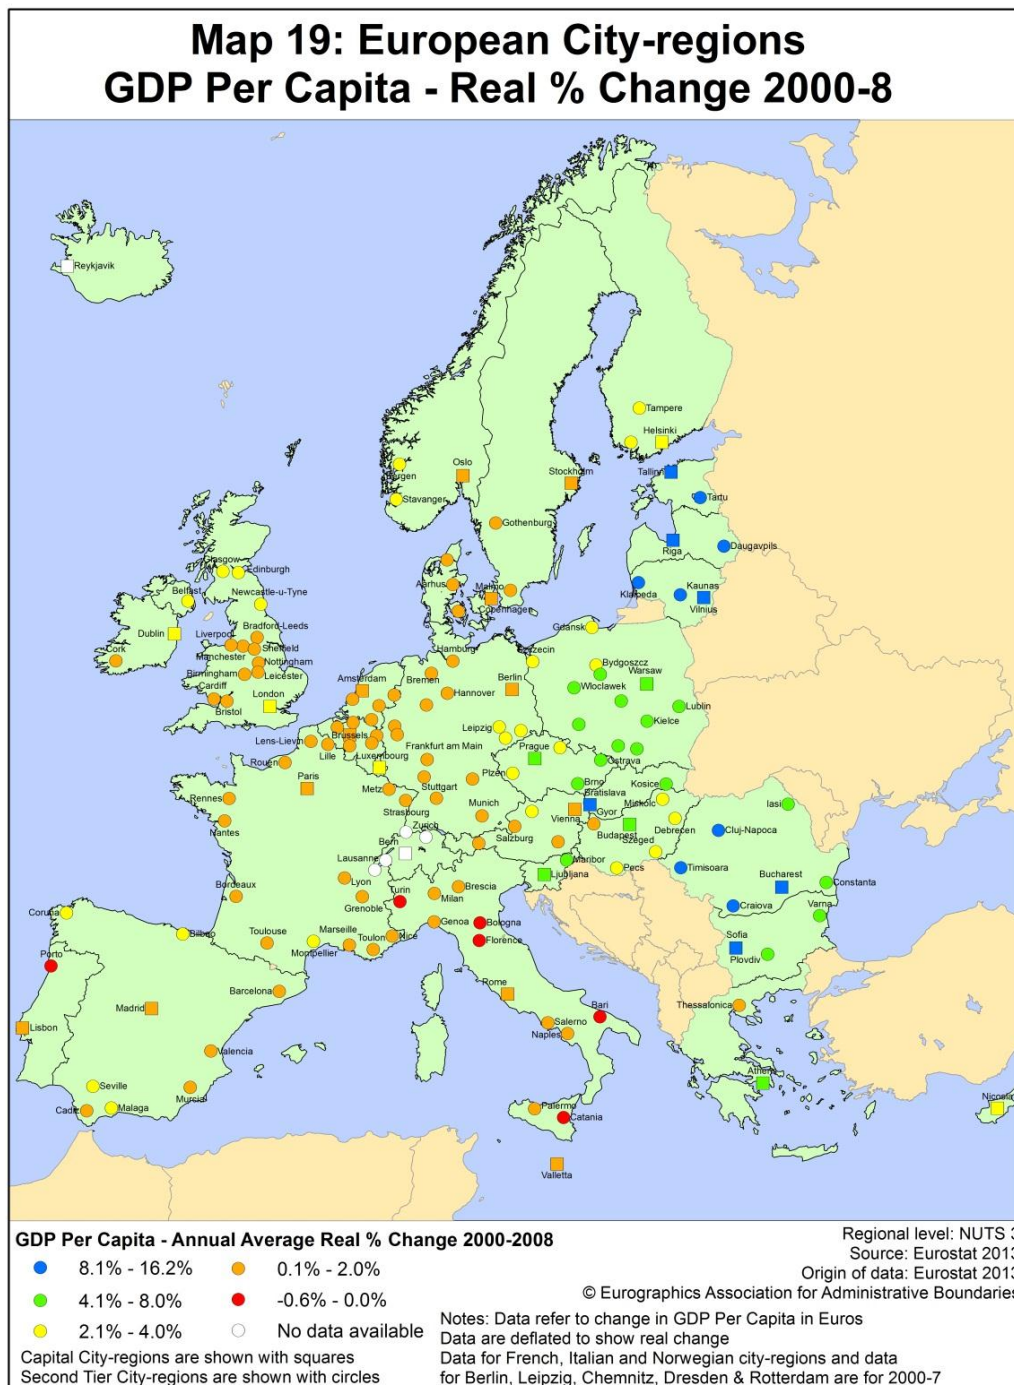 Map 19: European City-regions
GDP Per Capita - Real % Change 2000-8
Reykjavik
Tampere
Helsinki
Oslo
Bergen
Stockholm
Tallinn
Stavanger
Tartu
Gothenburg
Riga
Daugavpils
Glasgow
Edinburgh
Aarhus
Malmo
Kaunas
Belfast
Newcastle-u-Tyne
Copenhagen
Klaipeda
Vilnius
Dublin
Bradford-Leeds
Gdansk
Liverpool
Sheffield
Cork
Manchester
Hamburg
Szczecin
Nottingham
Bydgoszcz
Birmingham
Leicester
Amsterdam
Bremen
Berlin
Warsaw
Cardiff
Hannover
Wloclawek
London
Lublin
Bristol
Leipzig
Kielce
Lens-Lievin
Brussels
Lille
Luxembourg
Frankfurt am Main
Prague
Rouen
Ostrava
Plzen
Paris
Metz
Stuttgart
Brno
Kosice
Rennes
Bratislava
Strasbourg
Munich
Miskolc
Iasi
Nantes
Zurich
Vienna
Gyor
Salzburg
Budapest
Debrecen
Cluj-Napoca
Bern
Szeged
Lausanne
Maribor
Pecs
Timisoara
Lyon
Ljubljana
Bucharest
Turin
Brescia
Constanta
Bordeaux
Milan
Grenoble
Craiova
Varna
Coruna
Genoa
Bologna
Marseille
Nice
Sofia
Bilbao
Toulouse
Toulon
Florence
Porto
Montpellier
Plovdiv
Barcelona
Rome
Madrid
Bari
Thessalonica
Lisbon
Salerno
Naples
Valencia
Athens
Seville
Murcia
Nicosia
Cadiz
Malaga
Palermo
Catania
Valletta
GDP Per Capita - Annual Average Real % Change 2000-2008
8.1% - 16.2%
0.1% - 2.0%
4.1% - 8.0%
-0.6% - 0.0%
2.1% - 4.0%
No data available
Capital City-regions are shown with squares
Second Tier City-regions are shown with circles
Regional level: NUTS 3
Source: Eurostat 2013
Origin of data: Eurostat 2013
© Eurographics Association for Administrative Boundaries
Notes: Data refer to change in GDP Per Capita in Euros
Data are deflated to show real change
Data for French, Italian and Norwegian city-regions and data
for Berlin, Leipzig, Chemnitz, Dresden & Rotterdam are for 2000-7